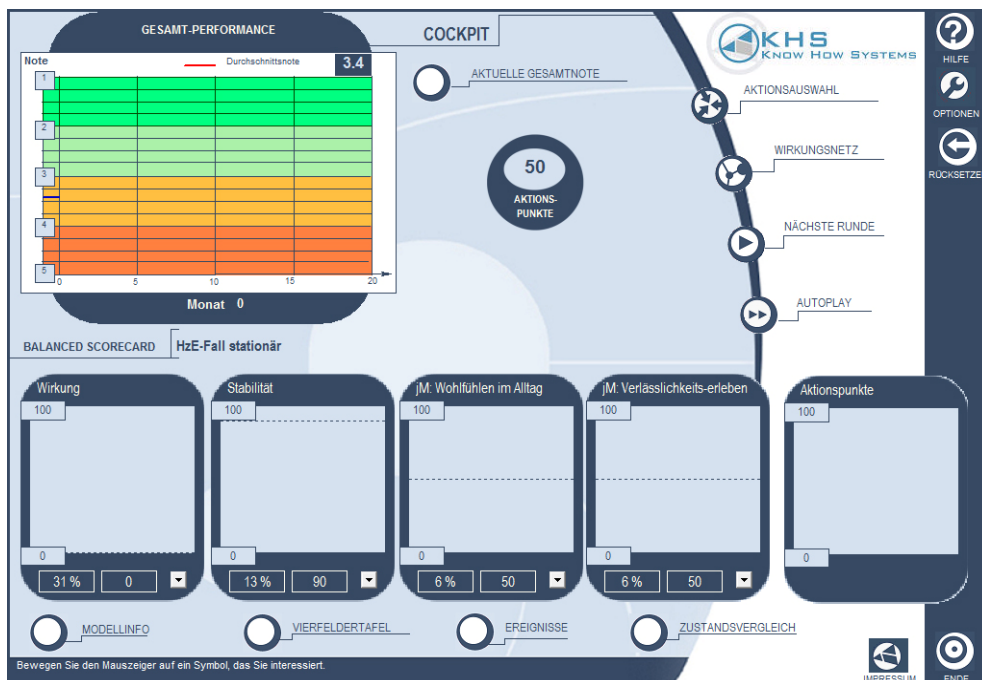 GESAMT-PERFORMANCE
Note
Durchschnittsnote
3.4
1
2
3
4
5
0 5 10 15 20
Monat 0
COCKPIT
AKTUELLE GESAMTNOTE
50
AKTIONS-
PUNKTE
KHS
KNOW HOW SYSTEMS
AKTIONSAUSWAHL
WIRKUNGSNETZ
NÄCHSTE RUNDE
AUTOPLAY
HILFE
OPTIONEN
RÜCKSETZE
BALANCED SCORECARD HzE-Fall stationär
Wirkung
100
0
31 % 0
Stabilität
100
0
13 % 90
jM: Wohlfühlen im Alltag
100
0
6 % 50
jM: Verlässlichkeits-erleben
100
0
6 % 50
Aktionspunkte
100
0
MODELLINFO
VIERFELDERTAFEL
EREIGNISSE
ZUSTANDSVERGLEICH
Bewegen Sie den Mauszeiger auf ein Symbol, das Sie interessiert.
IMPRESSUM
ENDE